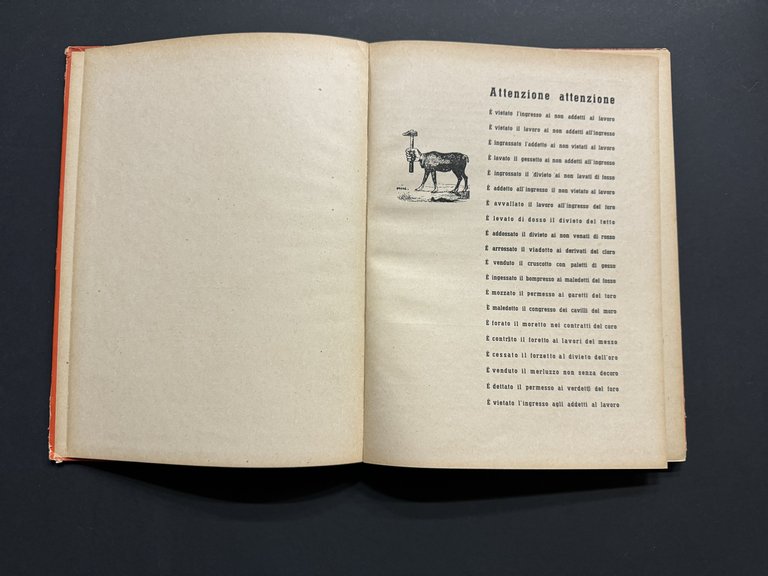 Attenzione attenzione
È vietato l'ingresso ai non addetti al lavoro
È vietato il lavoro ai non addetti all'ingresso
È ingrassato l'addetto ai non vietati al lavoro
È lavato il gessetto ai non addetti all'ingresso
È ingrossato il divieto ai non lavati di fosso
È addetto all'ingresso il non vietato al lavoro
È avvallato il lavoro all'ingresso del foro
È levato di dosso il divieto del tetto
È addossato il divieto ai non venati di rosso
È arrossato il viadotto ai derivati del cloro
È venduto il cruscotto con paletti di gesso
È ingessato il bompresso ai maledetti del fosso
È mozzato il permesso ai garetti del toro
È maledetto il congresso dei cavilli del moro
È forato il moretto nei contratti del coro
È contratto il foretto ai lavori del messo
È cessato il forzetto al divieto dell'oro
È venduto il merluzzo non senza decoro
È dettato il permesso ai verdetti del foro
È vietato l'ingresso agli addetti al lavoro